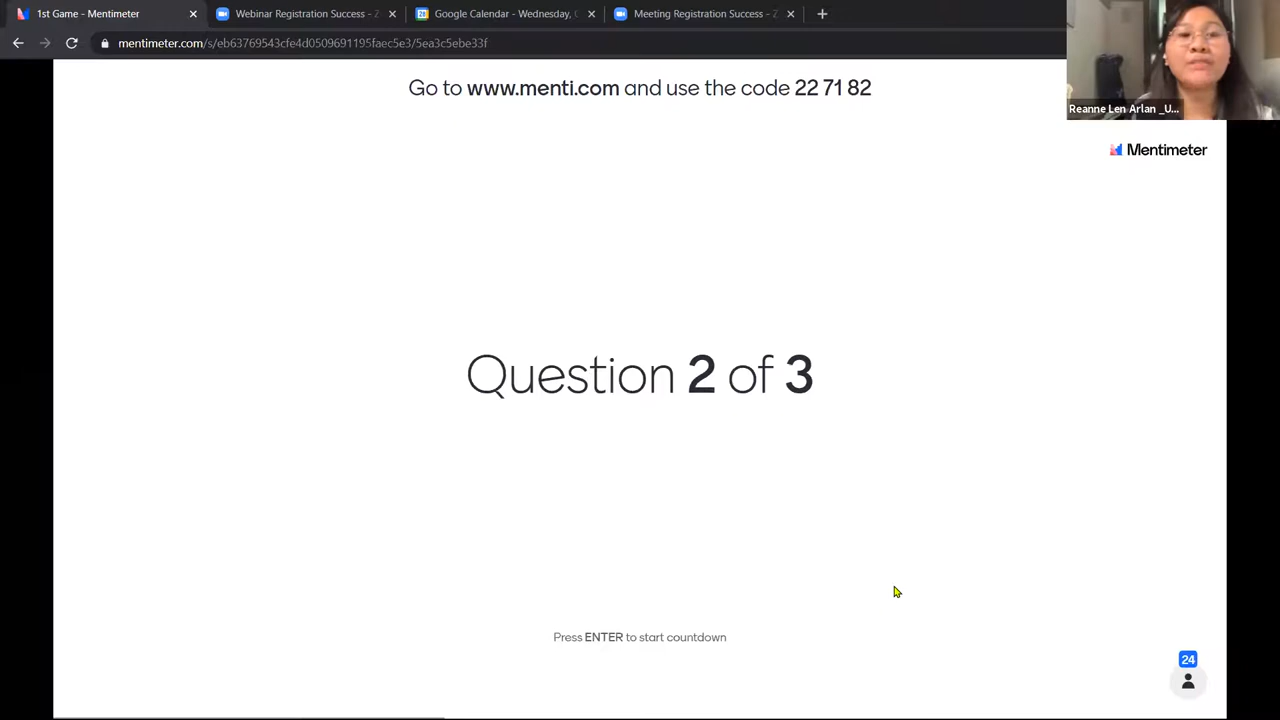 1st Game - Mentimeter
Webinar Registration Success - Z
Google Calendar - Wednesday,
Meeting Registration Success - Z
mentimeter.com/s/eb63769543cfe4d0509691195faec5e3/5ea3c5ebe33f
Go to www.menti.com and use the code 22 71 82
Reanne Len Arlan _U...
Mentimeter
Question 2 of 3
Press ENTER to start countdown
24